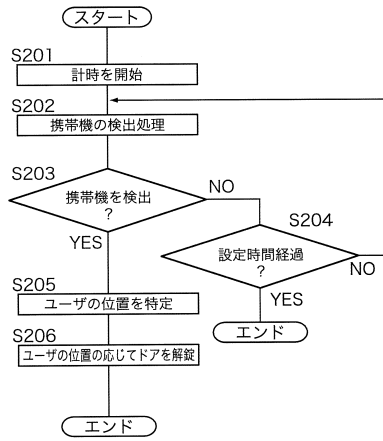 スタート
S201
計時を開始
S202
携帯機の検出処理
S203
携帯機を検出
?
NO
YES
S204
設定時間経過
?
NO
YES
エンド
S205
ユーザの位置を特定
S206
ユーザの位置の応じてドアを解錠
エンド